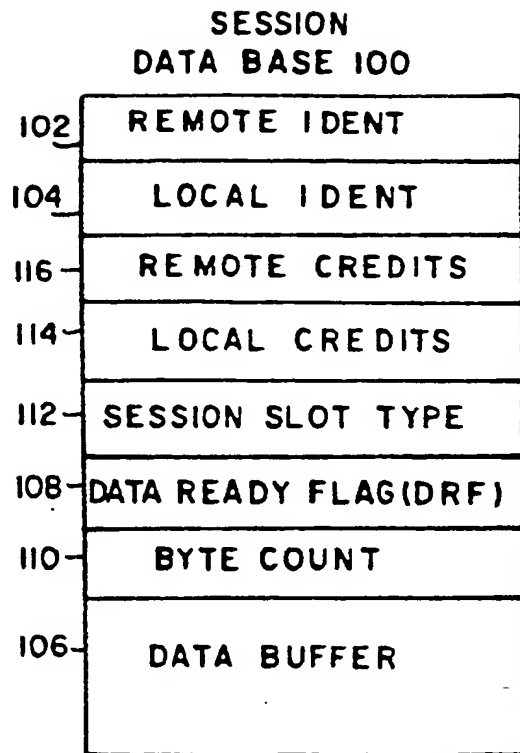 SESSION
DATA BASE 100
102 REMOTE IDENT
104 LOCAL IDENT
116 REMOTE CREDITS
114 LOCAL CREDITS
112 SESSION SLOT TYPE
108 DATA READY FLAG(DRF)
110 BYTE COUNT
106 DATA BUFFER